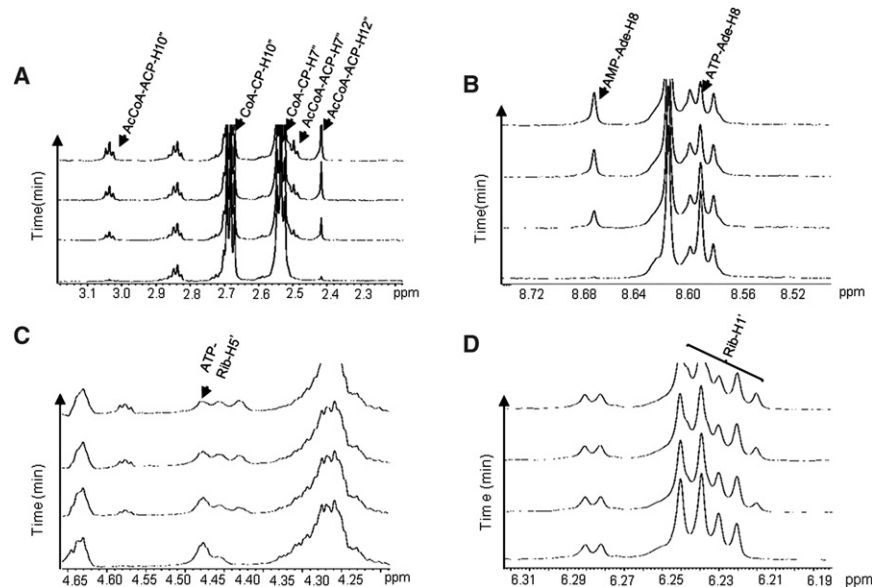 A
AcCoA-ACP-H10"
CoA-CP-H10"
CoA-CP-H7"
AcCoA-ACP-H7"
AcCoA-ACP-H12"
Time(min)
3.1 3.0 2.9 2.8 2.7 2.6 2.5 2.4 2.3 2.2 ppm
B
AMP-Ade-H8
ATP-Ade-H8
Time(min)
8.72 8.68 8.64 8.60 8.56 8.52 ppm
C
ATP-
Rib-H5'
Time (min)
4.65 4.60 4.55 4.50 4.45 4.40 4.35 4.30 4.25 ppm
D
Rib-H1'
Time (min)
6.31 6.29 6.27 6.25 6.23 6.21 6.19
ppm